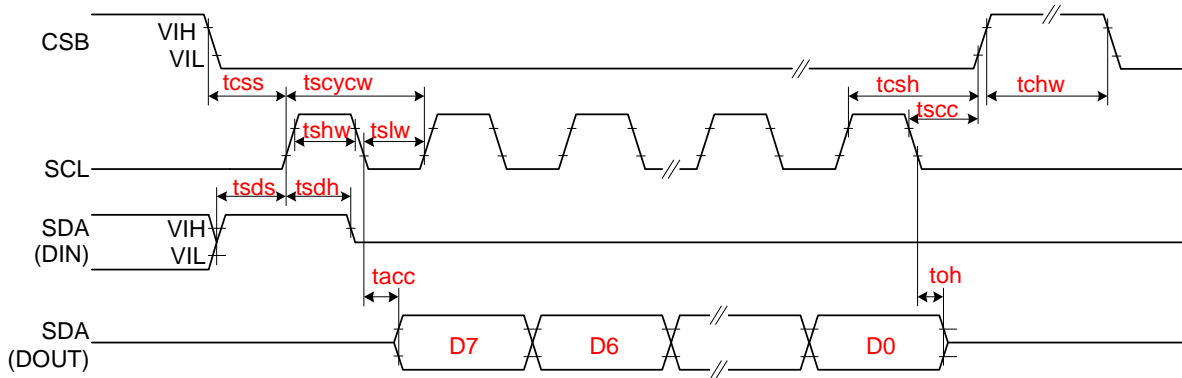 CSB
VIH
VIL
tcss
tscycw
tcsh
tchw
tscc
tshw
tslw
SCL
tsds
tsdh
SDA
(DIN)
VIH
VIL
tacc
toh
SDA
(DOUT)
D7
D6
D0